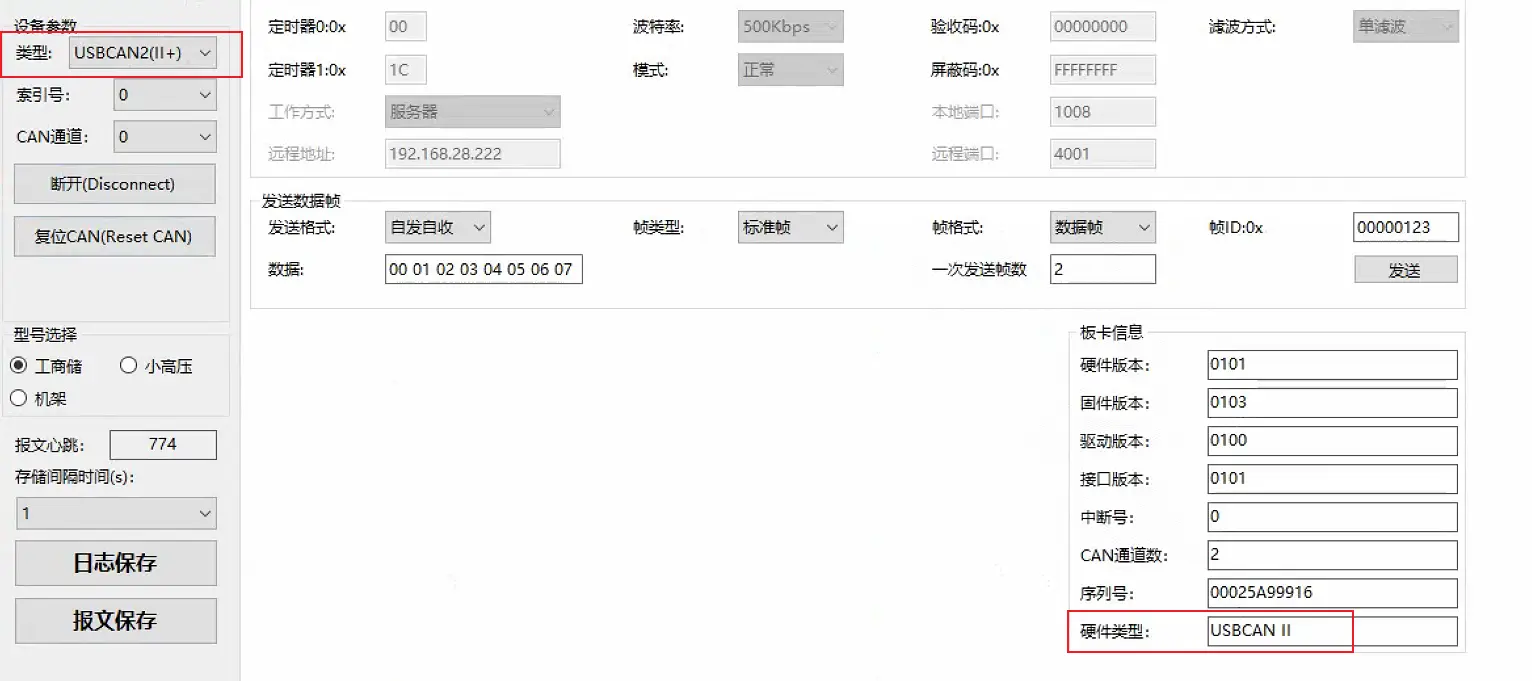 设备参数
类型: USBCAN2(II+)
索引号: 0
CAN通道: 0
断开(Disconnect)
复位CAN(Reset CAN)
型号选择
工商储 小高压
机架
报文心跳: 774
存储间隔时间(s):
1
日志保存
报文保存
定时器0:0x 00 波特率: 500Kbps 验收码:0x 00000000 滤波方式: 单滤波
定时器1:0x 1C 模式: 正常 屏蔽码:0x FFFFFFFF
工作方式: 服务器 本地端口: 1008
远程地址: 192.168.28.222 远程端口: 4001
发送数据帧
发送格式: 自发自收 帧类型: 标准帧 帧格式: 数据帧 帧ID:0x 00000123
数据: 00 01 02 03 04 05 06 07 一次发送帧数 2 发送
板卡信息
硬件版本: 0101
固件版本: 0103
驱动版本: 0100
接口版本: 0101
中断号: 0
CAN通道数: 2
序列号: 00025A99916
硬件类型: USBCAN II